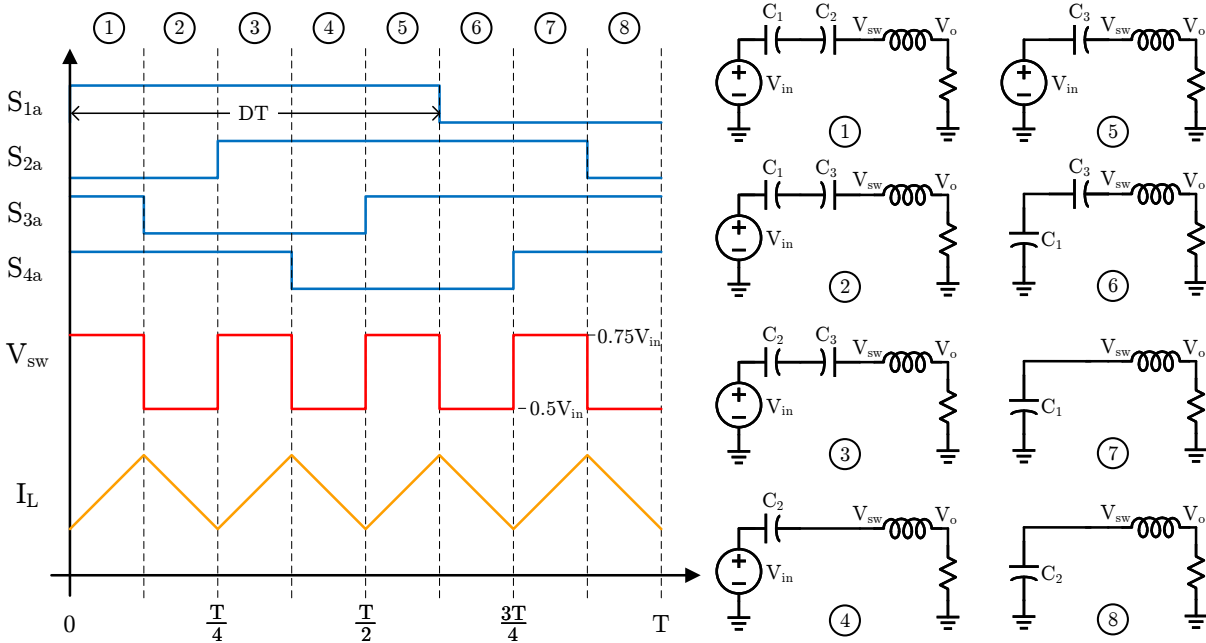 ① ② ③ ④ ⑤ ⑥ ⑦ ⑧
S1a
DT
S2a
S3a
S4a
Vsw
0.75Vin
0.5Vin
IL
0
T/4
T/2
3T/4
T
C1 C2 Vsw Vo
Vin
①
C1 C3 Vsw Vo
Vin
②
C2 C3 Vsw Vo
Vin
③
C2 Vsw Vo
Vin
④
C3 Vsw Vo
Vin
⑤
C3 Vsw Vo
C1
⑥
Vsw Vo
C1
⑦
Vsw Vo
C2
⑧